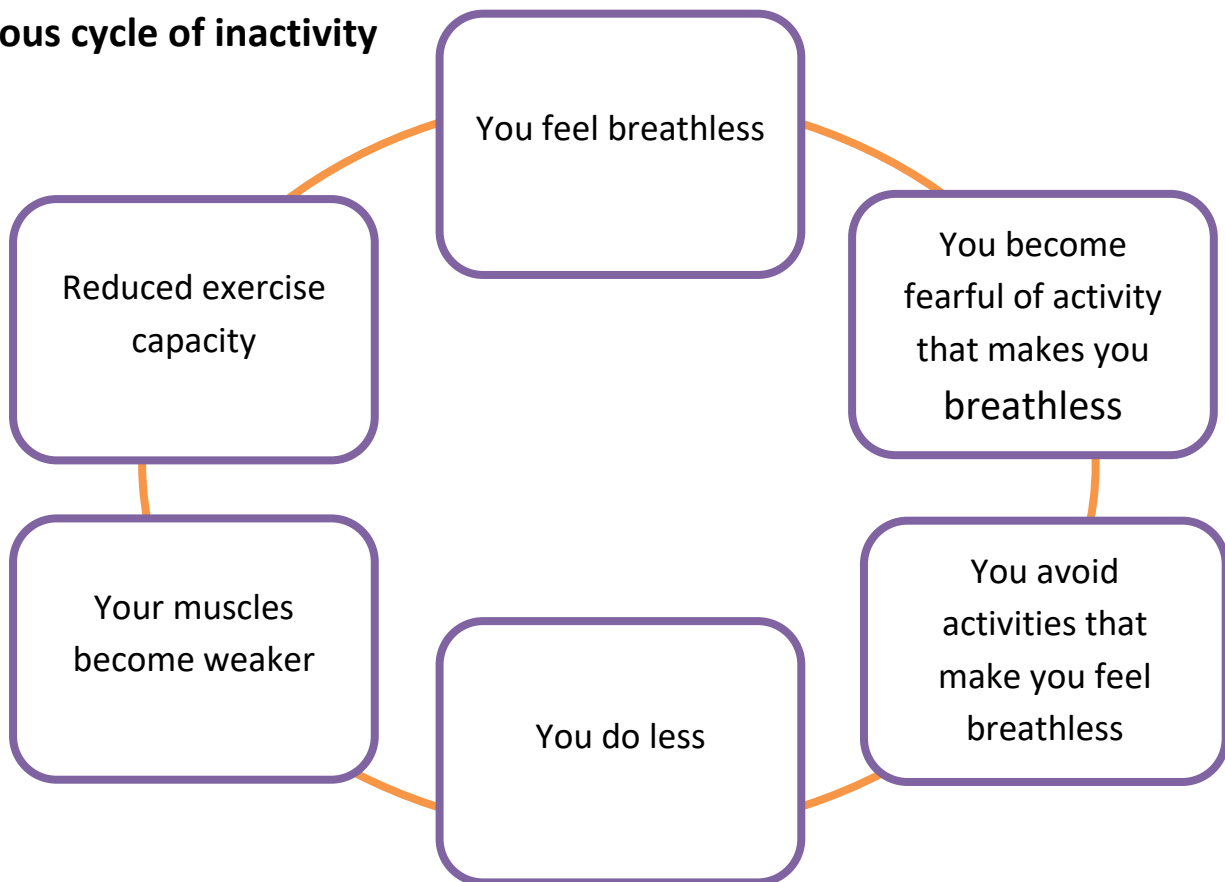 ous cycle of inactivity
You feel breathless
You become
fearful of activity
that makes you
breathless
You avoid
activities that
make you feel
breathless
You do less
Your muscles
become weaker
Reduced exercise
capacity